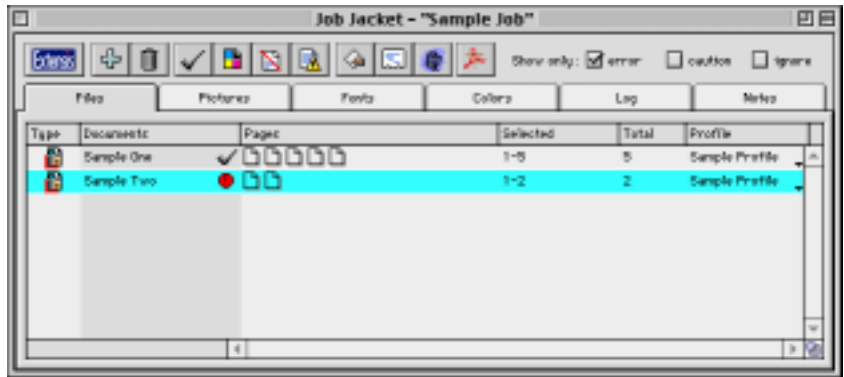 Job Jacket - "Sample Job"
Extensis Show only: error caution ignore
Files Pictures Fonts Colors Log Notes
Type Documents Pages Selected Total Profile
Sample One 1-5 5 Sample Profile
Sample Two 1-2 2 Sample Profile